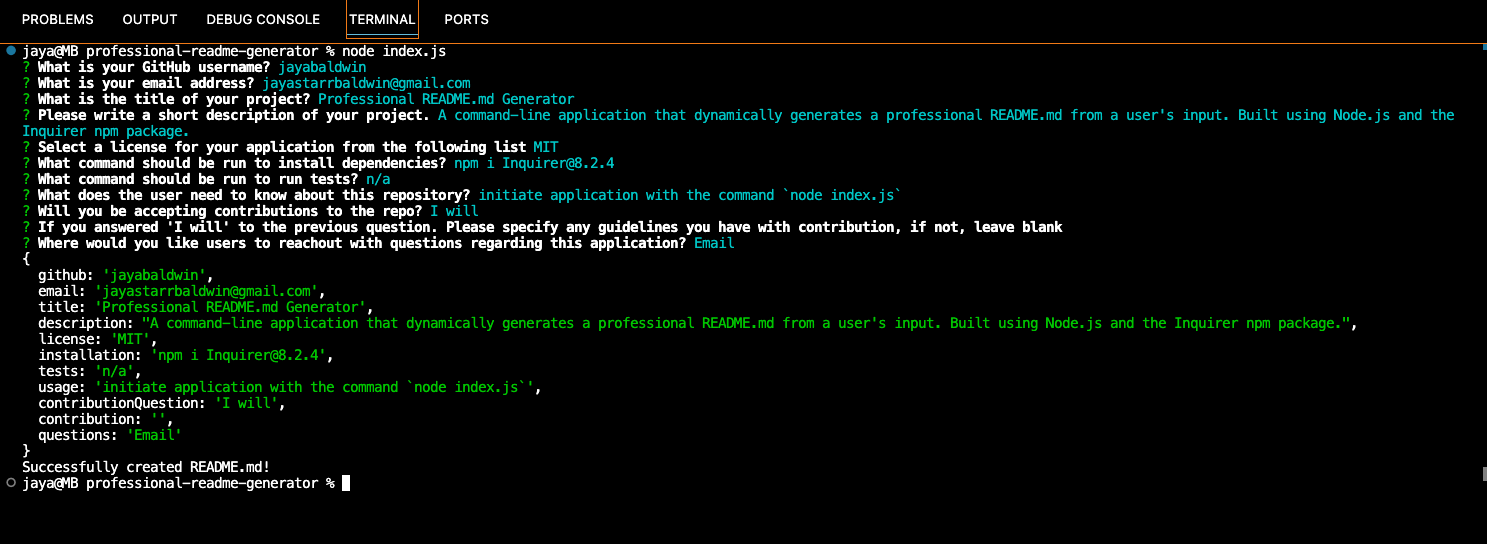 PROBLEMS OUTPUT DEBUG CONSOLE TERMINAL PORTS
jaya@MB professional-readme-generator % node index.js
? What is your GitHub username? jayabaldwin
? What is your email address? jayastarrbaldwin@gmail.com
? What is the title of your project? Professional README.md Generator
? Please write a short description of your project. A command-line application that dynamically generates a professional README.md from a user's input. Built using Node.js and the
Inquirer npm package.
? Select a license for your application from the following list MIT
? What command should be run to install dependencies? npm i Inquirer@8.2.4
? What command should be run to run tests? n/a
? What does the user need to know about this repository? initiate application with the command `node index.js`
? Will you be accepting contributions to the repo? I will
? If you answered 'I will' to the previous question. Please specify any guidelines you have with contribution, if not, leave blank
? Where would you like users to reachout with questions regarding this application? Email
{
  github: 'jayabaldwin',
  email: 'jayastarrbaldwin@gmail.com',
  title: 'Professional README.md Generator',
  description: "A command-line application that dynamically generates a professional README.md from a user's input. Built using Node.js and the Inquirer npm package.",
  license: 'MIT',
  installation: 'npm i Inquirer@8.2.4',
  tests: 'n/a',
  usage: 'initiate application with the command `node index.js`',
  contributionQuestion: 'I will',
  contribution: '',
  questions: 'Email'
}
Successfully created README.md!
jaya@MB professional-readme-generator %